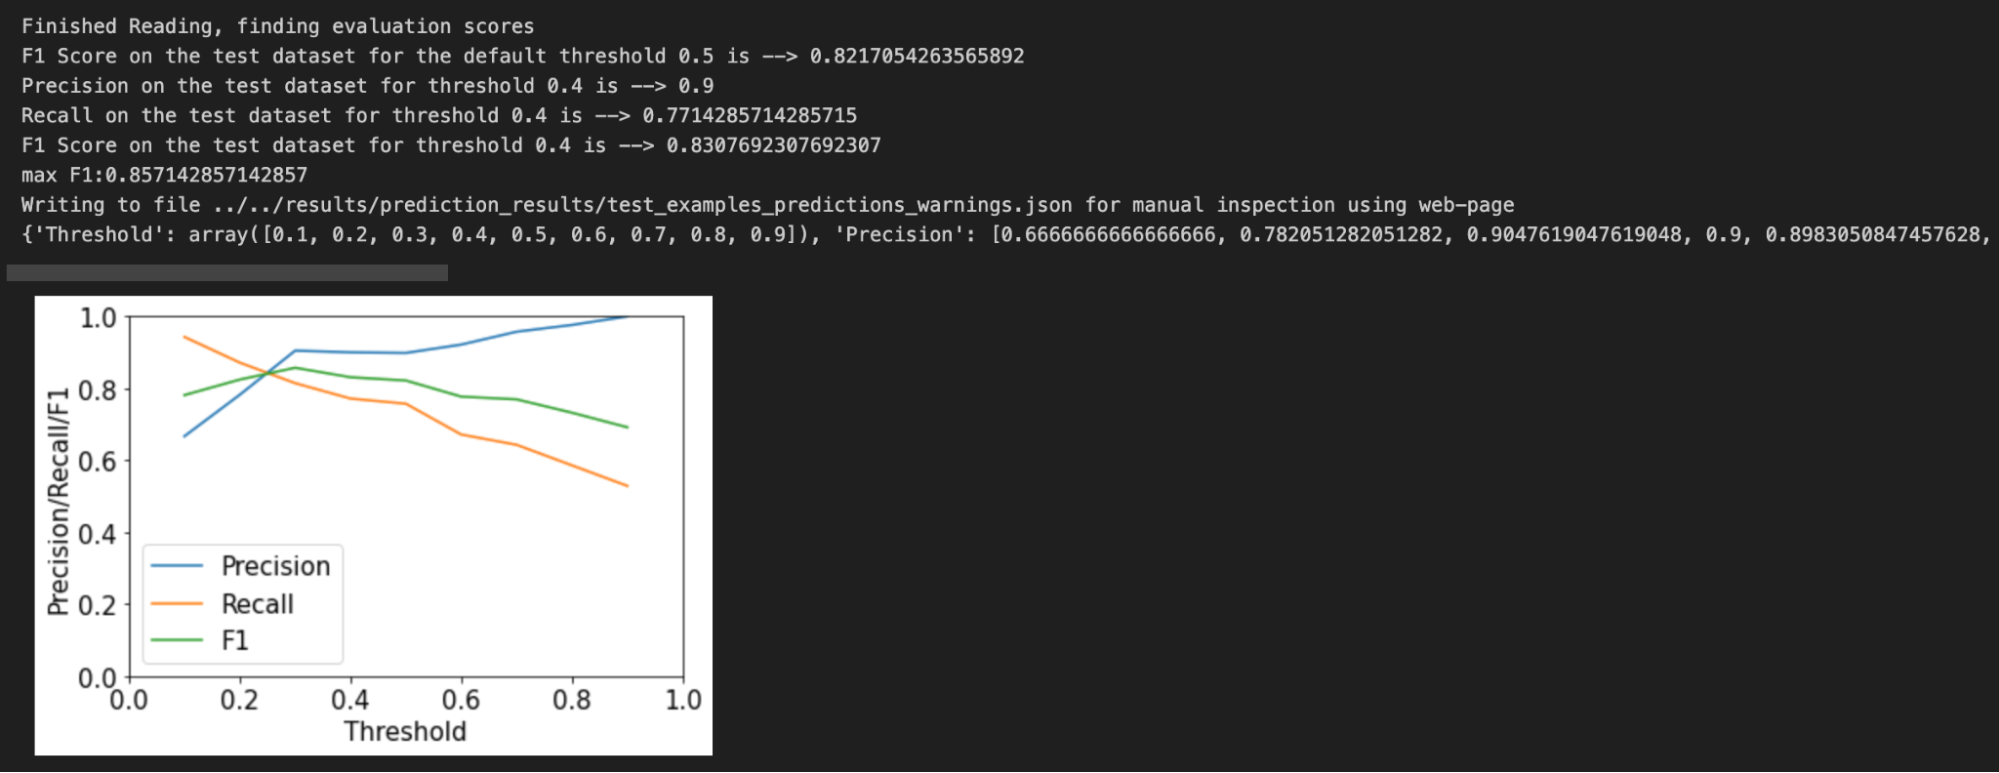 Finished Reading, finding evaluation scores
F1 Score on the test dataset for the default threshold 0.5 is --> 0.8217054263565892
Precision on the test dataset for threshold 0.4 is --> 0.9
Recall on the test dataset for threshold 0.4 is --> 0.7714285714285715
F1 Score on the test dataset for threshold 0.4 is --> 0.8307692307692307
max F1:0.857142857142857
Writing to file ../../results/prediction_results/test_examples_predictions_warnings.json for manual inspection using web-page
{'Threshold': array([0.1, 0.2, 0.3, 0.4, 0.5, 0.6, 0.7, 0.8, 0.9]), 'Precision': [0.6666666666666666, 0.782051282051282, 0.9047619047619048, 0.9, 0.8983050847457628,
1.0
0.8
0.6
0.4
0.2
0.0
Precision/Recall/F1
Precision
Recall
F1
0.0 0.2 0.4 0.6 0.8 1.0
Threshold